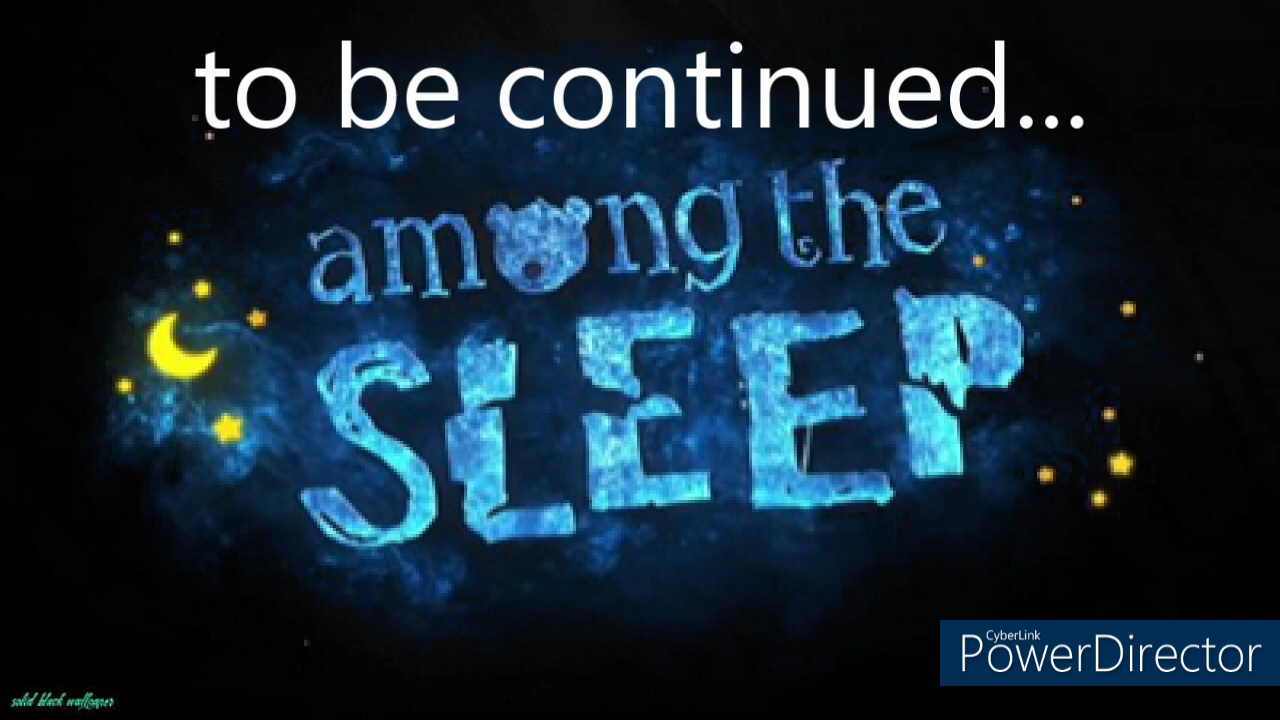 to be continued...
among the
SLEEP
CyberLink
PowerDirector
solid black wallpaper